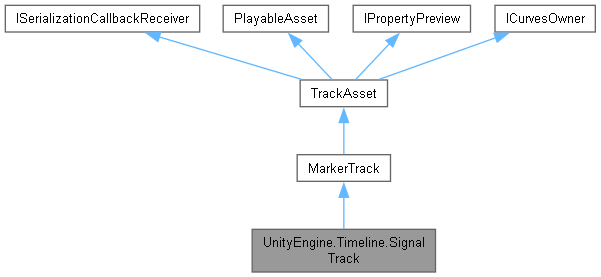 ISerializationCallbackReceiver
PlayableAsset
IPropertyPreview
ICurvesOwner
TrackAsset
MarkerTrack
UnityEngine.Timeline.Signal
Track